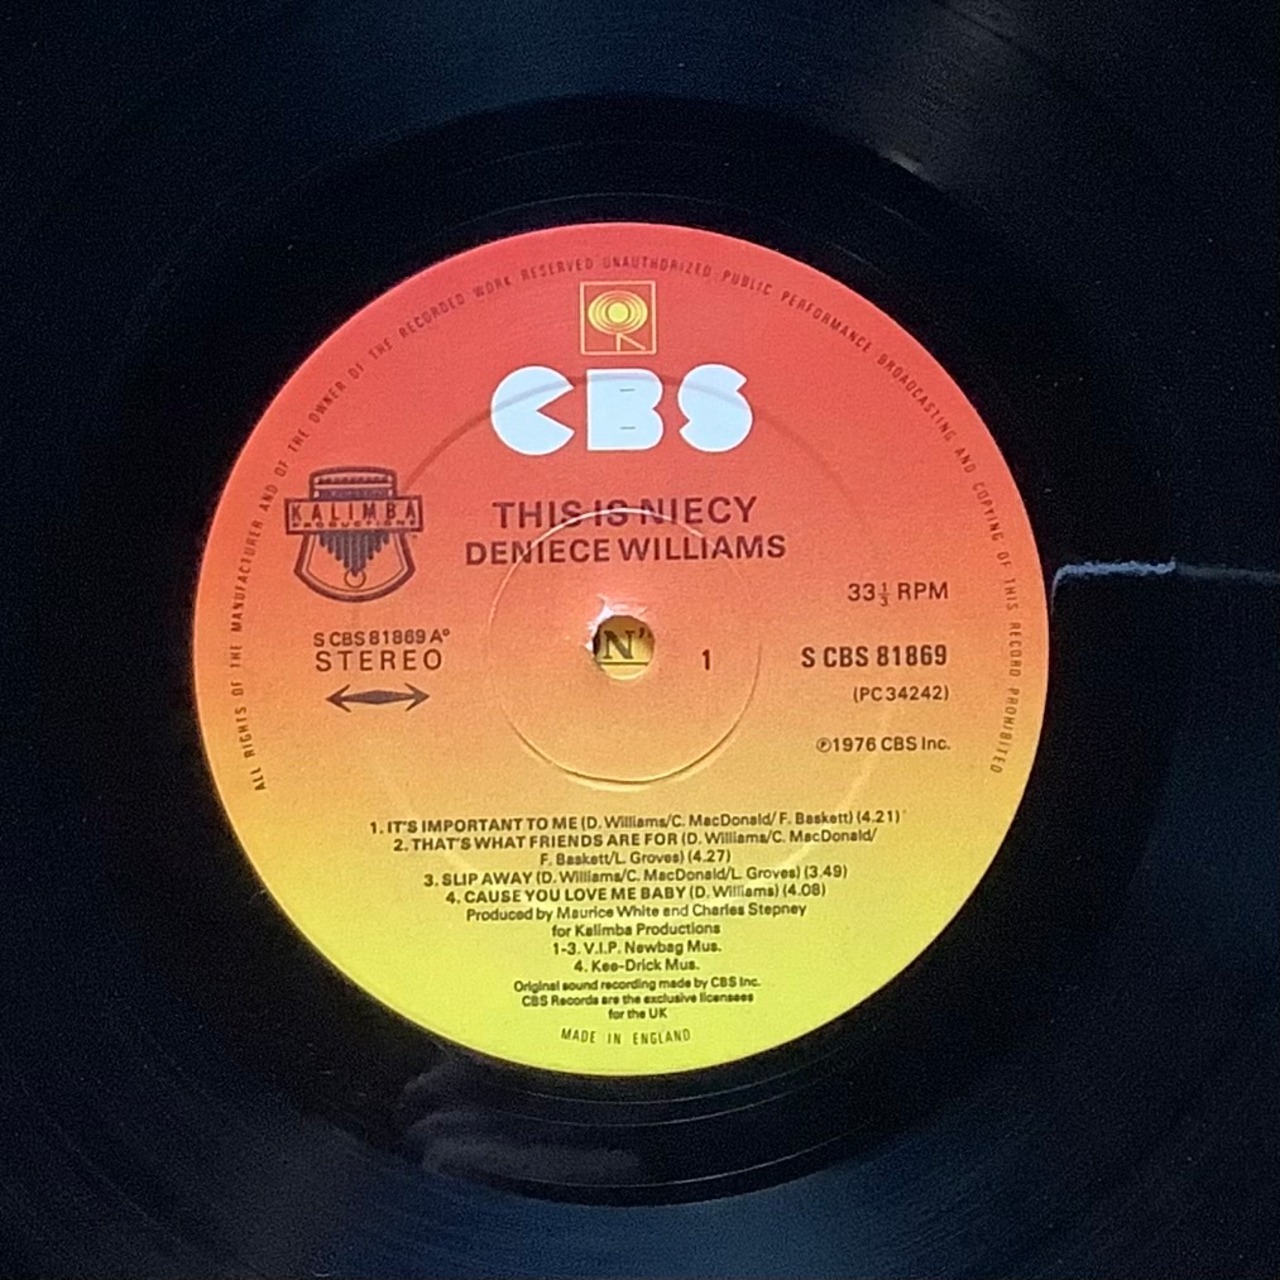 ALL RIGHTS OF THE MANUFACTURER AND OF THE OWNER OF THE RECORDED WORK RESERVED UNAUTHORIZED PUBLIC PERFORMANCE BROADCASTING AND COPYING OF THIS RECORD PROHIBITED
CBS
KALIMBA
PRODUCTIONS
THIS IS NIECY
DENIECE WILLIAMS
33⅓ RPM
S CBS 81869 Aº
STEREO
N'
1
S CBS 81869
(PC 34242)
℗1976 CBS Inc.
1. IT'S IMPORTANT TO ME (D. Williams/C. MacDonald/F. Baskett) (4.21)
2. THAT'S WHAT FRIENDS ARE FOR (D. Williams/C. MacDonald/
F. Baskett/L. Groves) (4.27)
3. SLIP AWAY (D. Williams/C. MacDonald/L. Groves) (3.49)
4. CAUSE YOU LOVE ME BABY (D. Williams) (4.08)
Produced by Maurice White and Charles Stepney
for Kalimba Productions
1-3. V.I.P. Newbag Mus.
4. Kee-Drick Mus.
Original sound recording made by CBS Inc.
CBS Records are the exclusive licensees
for the UK
MADE IN ENGLAND